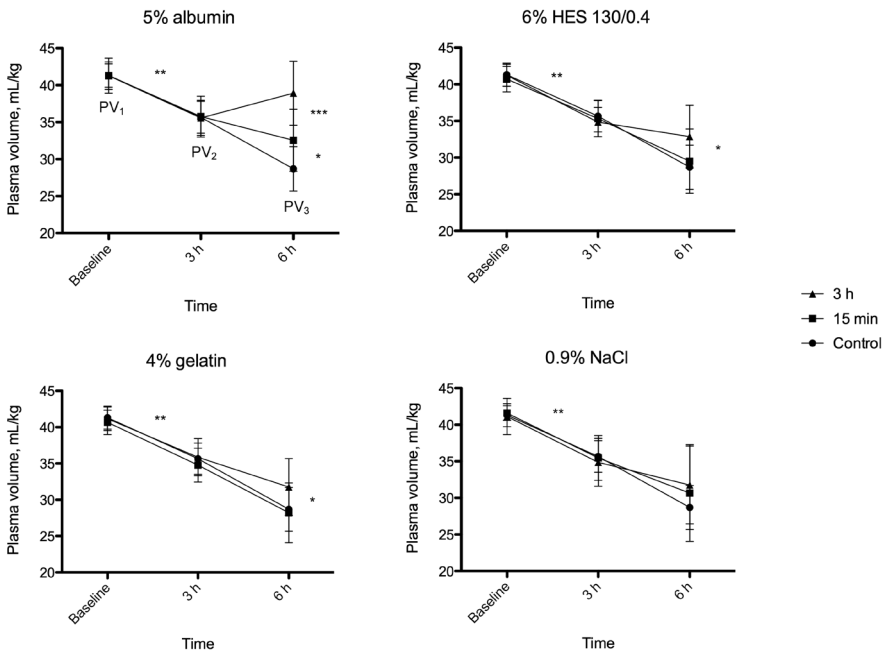 5% albumin
Plasma volume, mL/kg
45
40
35
30
25
20
**
***
*
PV₁
PV₂
PV₃
Baseline
3 h
6 h
Time
6% HES 130/0.4
Plasma volume, mL/kg
45
40
35
30
25
20
**
*
Baseline
3 h
6 h
Time
3 h
15 min
Control
4% gelatin
Plasma volume, mL/kg
45
40
35
30
25
20
**
*
Baseline
3 h
6 h
Time
0.9% NaCl
Plasma volume, mL/kg
45
40
35
30
25
20
**
Baseline
3 h
6 h
Time